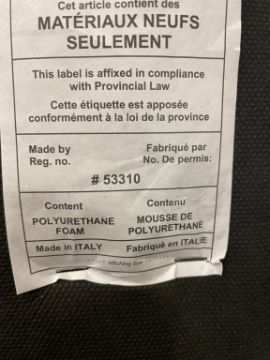 Cet article contient des
MATÉRIAUX NEUFS
SEULEMENT
This label is affixed in compliance
with Provincial Law
Cette étiquette est apposée
conformément à la loi de la province
Made by
Reg. no.
Fabriqué par
No. De permis:
# 53310
Content
Contenu
POLYURETHANE
FOAM
MOUSSE DE
POLYURETHANE
Made in ITALY
Fabriqué en ITALIE
stitching line